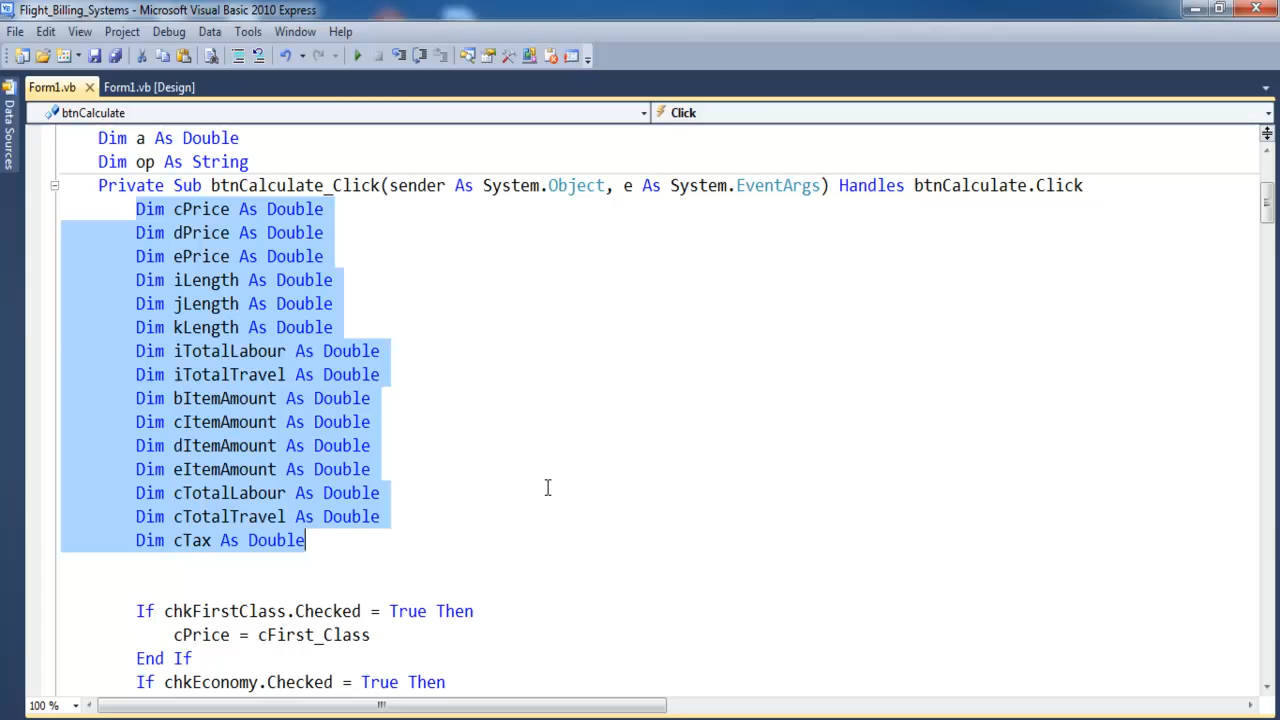 Flight_Billing_Systems - Microsoft Visual Basic 2010 Express
File Edit View Project Debug Data Tools Window Help
Form1.vb Form1.vb [Design]
Data Sources
btnCalculate Click
Dim a As Double
Dim op As String
Private Sub btnCalculate_Click(sender As System.Object, e As System.EventArgs) Handles btnCalculate.Click
Dim cPrice As Double
Dim dPrice As Double
Dim ePrice As Double
Dim iLength As Double
Dim jLength As Double
Dim kLength As Double
Dim iTotalLabour As Double
Dim iTotalTravel As Double
Dim bItemAmount As Double
Dim cItemAmount As Double
Dim dItemAmount As Double
Dim eItemAmount As Double
Dim cTotalLabour As Double
Dim cTotalTravel As Double
Dim cTax As Double
If chkFirstClass.Checked = True Then
cPrice = cFirst_Class
End If
If chkEconomy.Checked = True Then
100 %